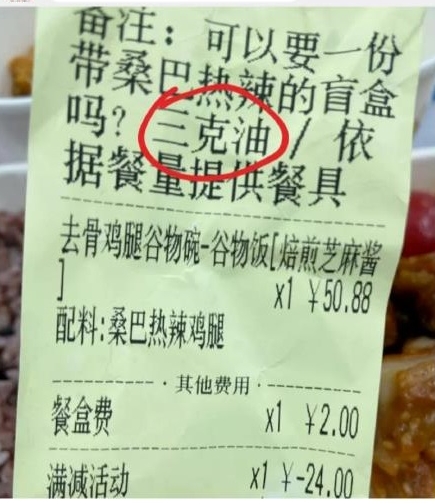 备注：可以要一份
带桑巴热辣的盲盒
吗？三克油 / 依
据餐量提供餐具
去骨鸡腿谷物碗-谷物饭[焙煎芝麻酱
]
x1 ￥50.88
配料:桑巴热辣鸡腿
·其他费用·
餐盒费 x1 ￥2.00
满减活动 x1 ￥-24.00